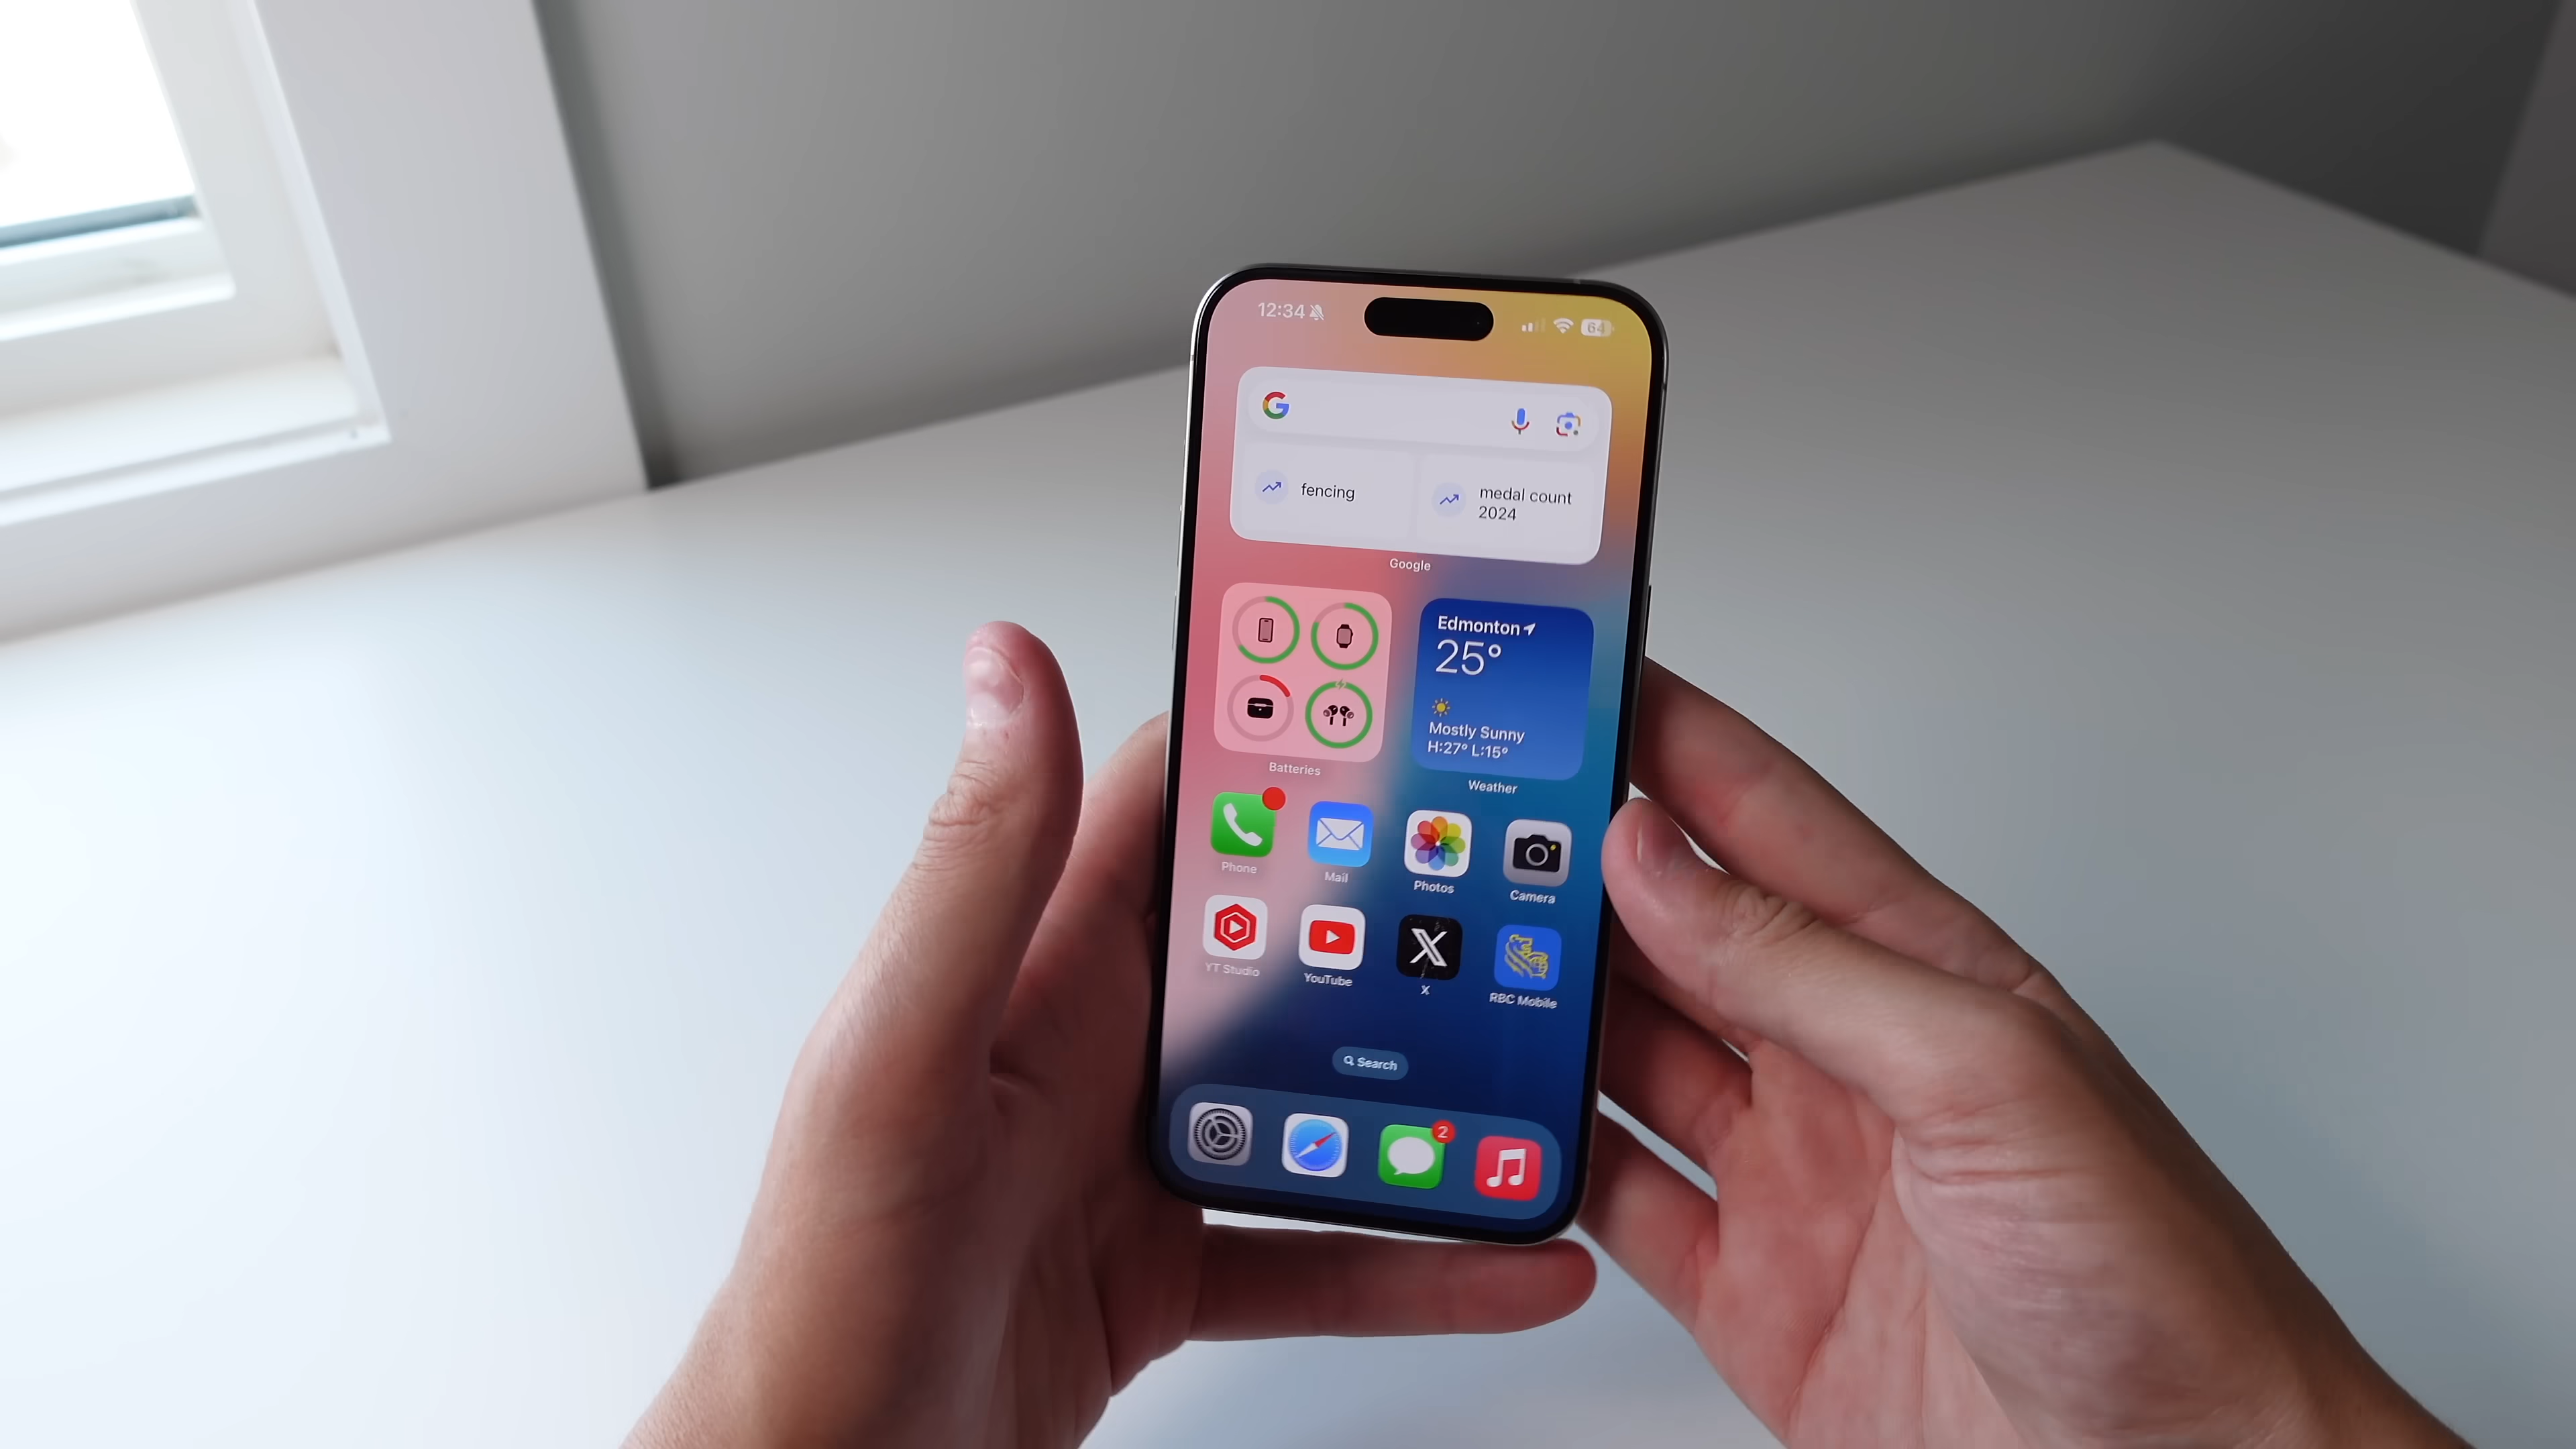 12:34
64
fencing
medal count
2024
Google
Edmonton
25°
Mostly Sunny
H:27° L:15°
Batteries
Weather
Phone
Mail
Photos
Camera
YT Studio
YouTube
X
RBC Mobile
Search
2